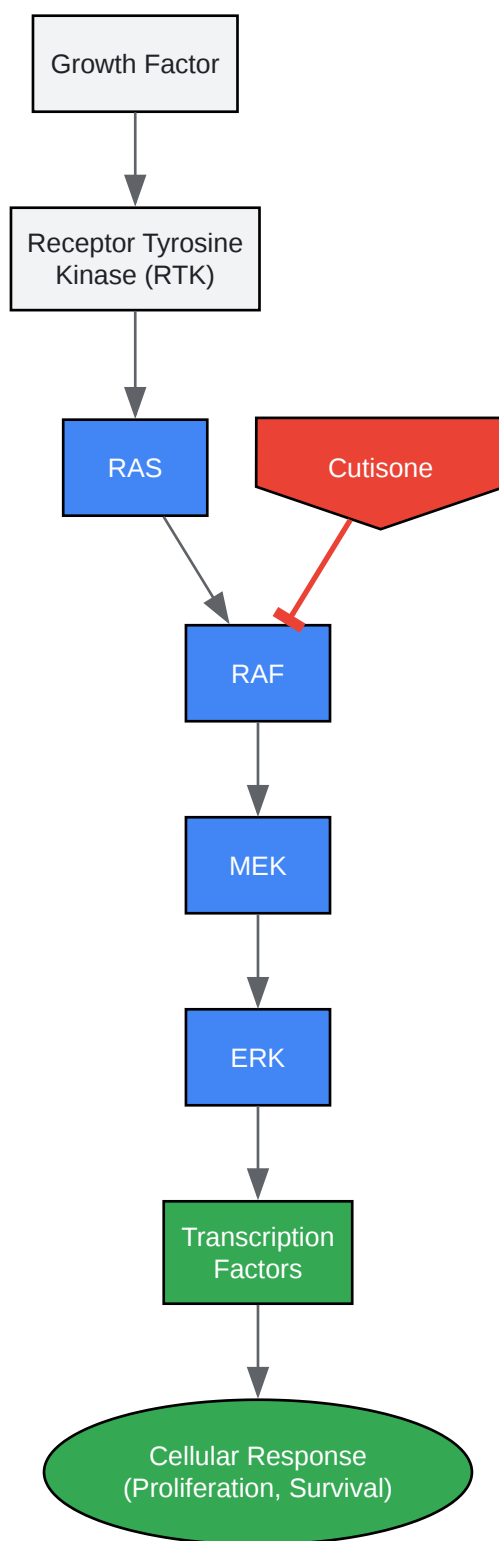 Growth Factor
Receptor Tyrosine
Kinase (RTK)
RAS
Cutisone
RAF
MEK
ERK
Transcription
Factors
Cellular Response
(Proliferation, Survival)